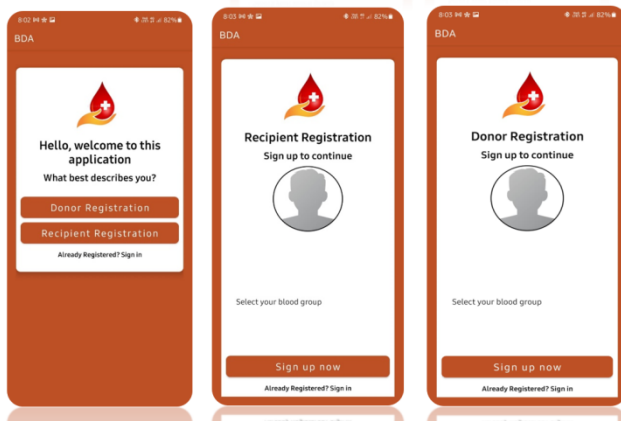 8:02
82%
BDA
Hello, welcome to this
application
What best describes you?
Donor Registration
Recipient Registration
Already Registered? Sign in
8:03
82%
BDA
Recipient Registration
Sign up to continue
Select your blood group
Sign up now
Already Registered? Sign in
8:03
82%
BDA
Donor Registration
Sign up to continue
Select your blood group
Sign up now
Already Registered? Sign in